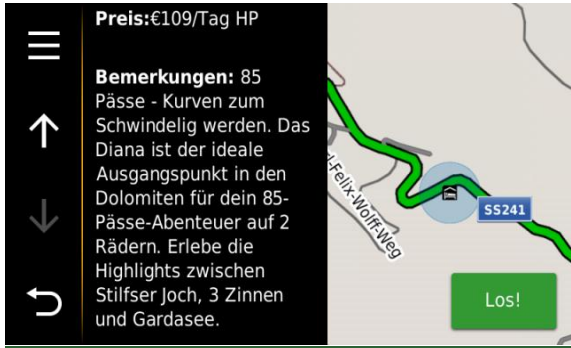 Preis:€109/Tag HP
Bemerkungen: 85
Pässe - Kurven zum
Schwindelig werden. Das
Diana ist der ideale
Ausgangspunkt in den
Dolomiten für dein 85-
Pässe-Abenteuer auf 2
Rädern. Erlebe die
Highlights zwischen
Stilfser Joch, 3 Zinnen
und Gardasee.
l-Felix-Wolff-Weg
SS241
Los!